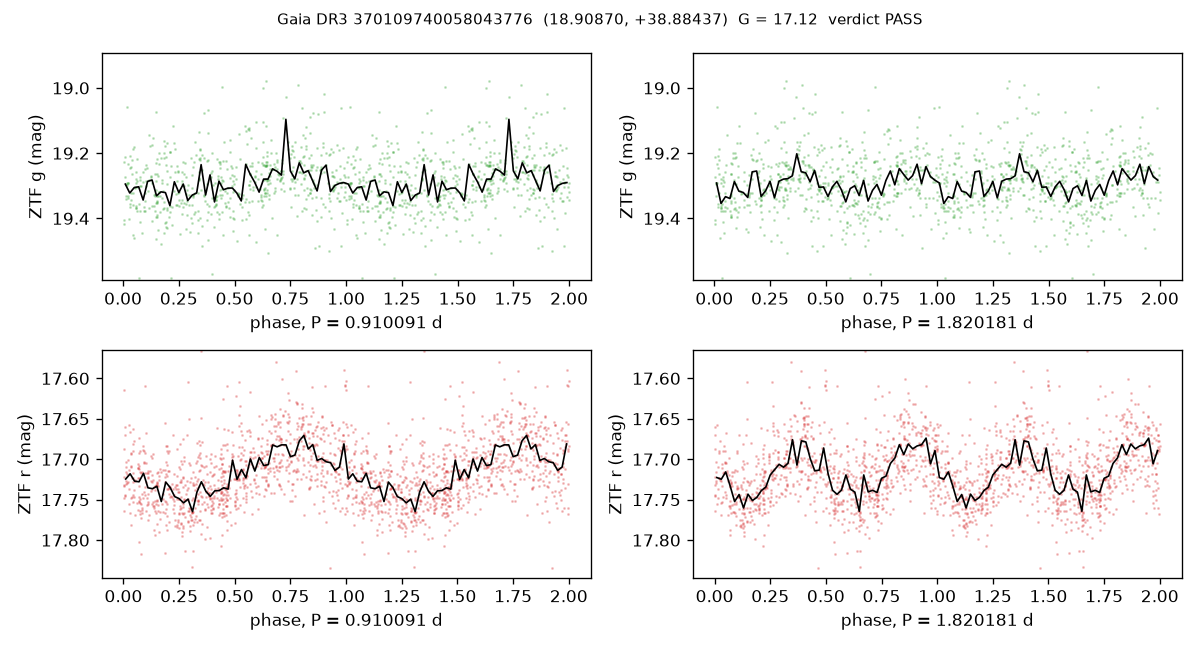 Gaia DR3 370109740058043776  (18.90870, +38.88437)  G = 17.12  verdict PASS
ZTF g (mag)
19.0
19.2
19.4
0.00 0.25 0.50 0.75 1.00 1.25 1.50 1.75 2.00
phase, P = 0.910091 d
ZTF g (mag)
19.0
19.2
19.4
0.00 0.25 0.50 0.75 1.00 1.25 1.50 1.75 2.00
phase, P = 1.820181 d
ZTF r (mag)
17.60
17.65
17.70
17.75
17.80
0.00 0.25 0.50 0.75 1.00 1.25 1.50 1.75 2.00
phase, P = 0.910091 d
ZTF r (mag)
17.60
17.65
17.70
17.75
17.80
0.00 0.25 0.50 0.75 1.00 1.25 1.50 1.75 2.00
phase, P = 1.820181 d